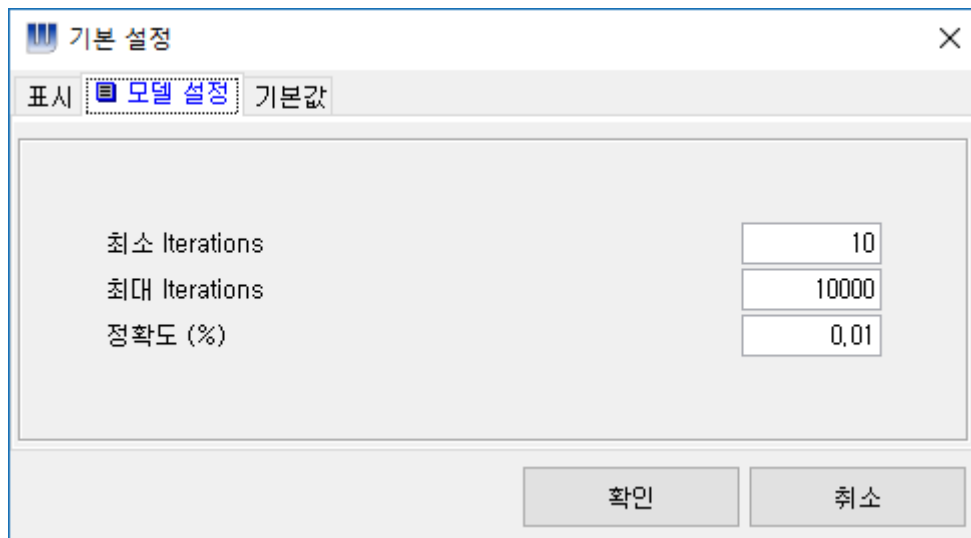 기본 설정
표시 모델 설정 기본값
최소 Iterations 10
최대 Iterations 10000
정확도 (%) 0,01
확인 취소